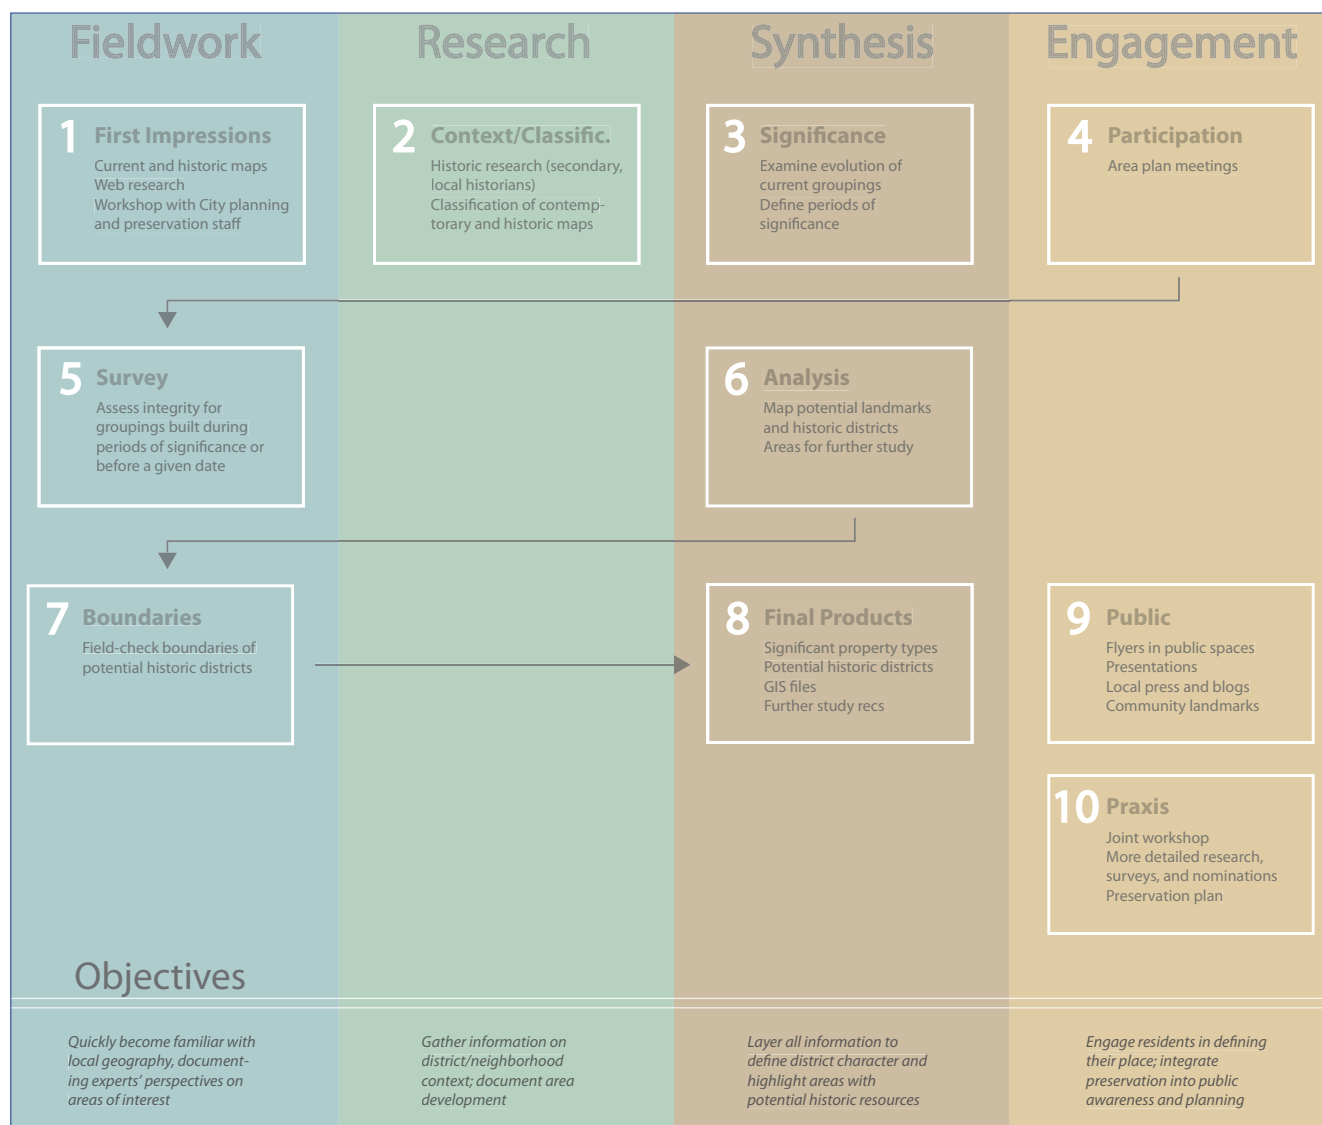 Fieldwork
Research
Synthesis
Engagement
1 First Impressions
Current and historic maps
Web research
Workshop with City planning
and preservation staff
2 Context/Classific.
Historic research (secondary,
local historians)
Classification of contemp-
torary and historic maps
3 Significance
Examine evolution of
current groupings
Define periods of
significance
4 Participation
Area plan meetings
5 Survey
Assess integrity for
groupings built during
periods of significance or
before a given date
6 Analysis
Map potential landmarks
and historic districts
Areas for further study
7 Boundaries
Field-check boundaries of
potential historic districts
8 Final Products
Significant property types
Potential historic districts
GIS files
Further study recs
9 Public
Flyers in public spaces
Presentations
Local press and blogs
Community landmarks
10 Praxis
Joint workshop
More detailed research,
surveys, and nominations
Preservation plan
Objectives
Quickly become familiar with
local geography, document-
ing experts’ perspectives on
areas of interest
Gather information on
district/neighborhood
context; document area
development
Layer all information to
define district character and
highlight areas with
potential historic resources
Engage residents in defining
their place; integrate
preservation into public
awareness and planning